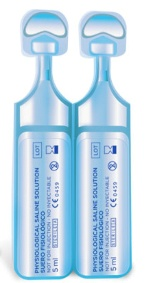 LOT
PHYSIOLOGICAL SALINE SOLUTION
SUERO FISIOLÓGICO
NOT FOR INJECTION - NO INYECTABLE
CE 0459
5 ml
LOT
PHYSIOLOGICAL SALINE SOLUTION
SUERO FISIOLÓGICO
NOT FOR INJECTION - NO INYECTABLE
CE 0459
5 ml